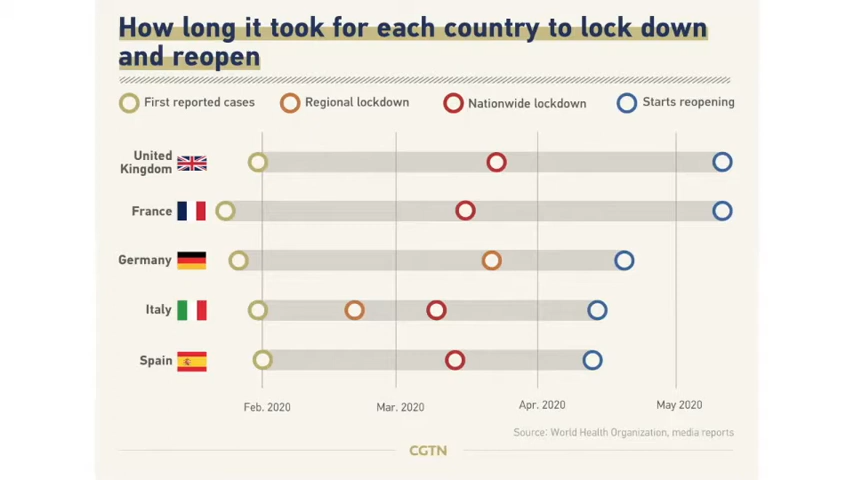 How long it took for each country to lock down
and reopen
First reported cases
Regional lockdown
Nationwide lockdown
Starts reopening
United
Kingdom
France
Germany
Italy
Spain
Feb. 2020
Mar. 2020
Apr. 2020
May 2020
Source: World Health Organization, media reports
CGTN